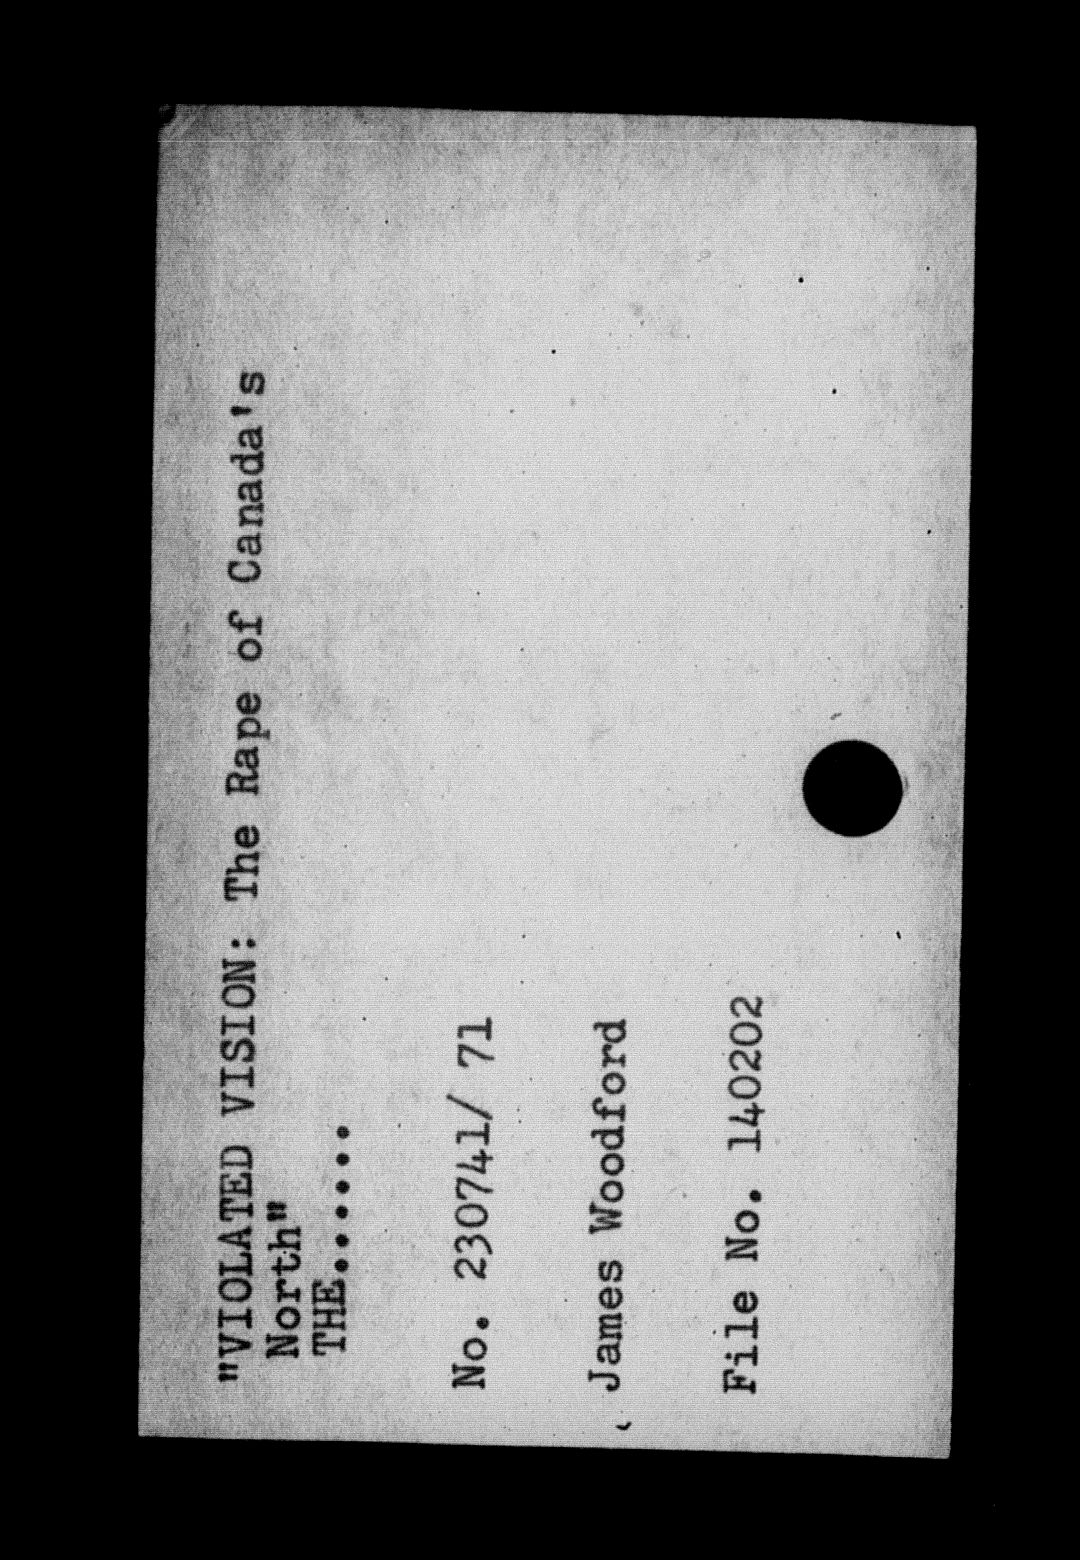 "VIOLATED VISION: The Rape of Canada's
North"
THE......
No. 230741/ 71
James Woodford
File No. 140202